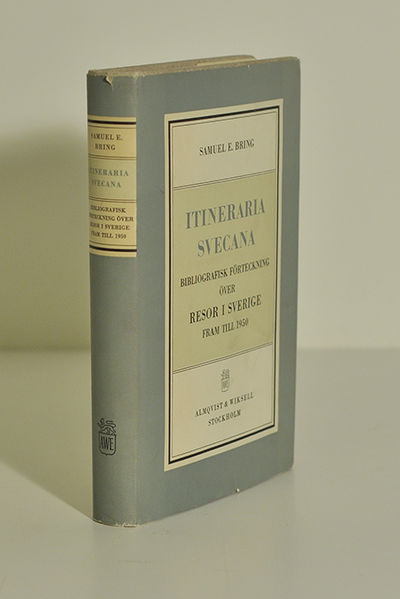 SAMUEL E.
BRING
ITINERARIA
SVECANA
BIBLIOGRAFISK
FÖRTECKNING ÖVER
RESOR I SVERIGE
FRAM TILL 1950
AWE
SAMUEL E. BRING
ITINERARIA
SVECANA
BIBLIOGRAFISK FÖRTECKNING
ÖVER
RESOR I SVERIGE
FRAM TILL 1950
ALMQVIST & WIKSELL
STOCKHOLM